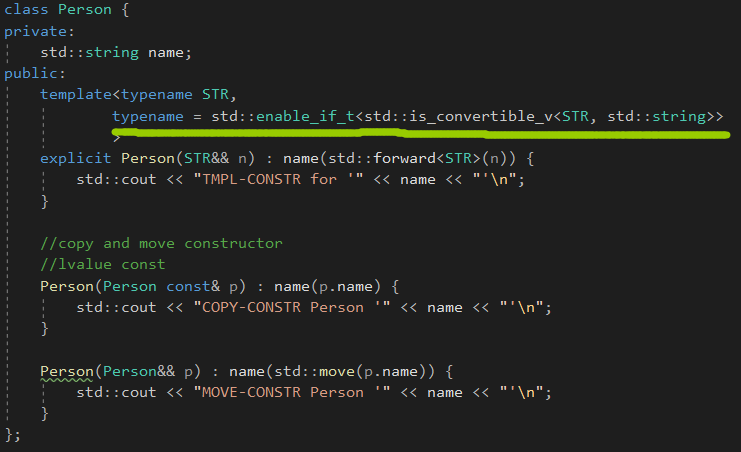 class Person {
private:
std::string name;
public:
template<typename STR,
typename = std::enable_if_t<std::is_convertible_v<STR, std::string>>
>
explicit Person(STR&& n) : name(std::forward<STR>(n)) {
std::cout << "TMPL-CONSTR for '" << name << "'\n";
}
//copy and move constructor
//lvalue const
Person(Person const& p) : name(p.name) {
std::cout << "COPY-CONSTR Person '" << name << "'\n";
}
Person(Person&& p) : name(std::move(p.name)) {
std::cout << "MOVE-CONSTR Person '" << name << "'\n";
}
};